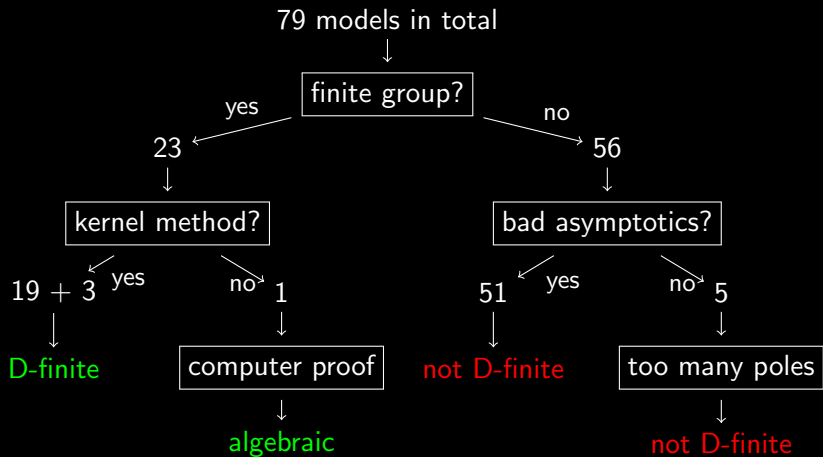 79 models in total
finite group?
yes
no
23
56
kernel method?
bad asymptotics?
19 + 3
yes
no
1
51
yes
no
5
D-finite
computer proof
not D-finite
too many poles
algebraic
not D-finite